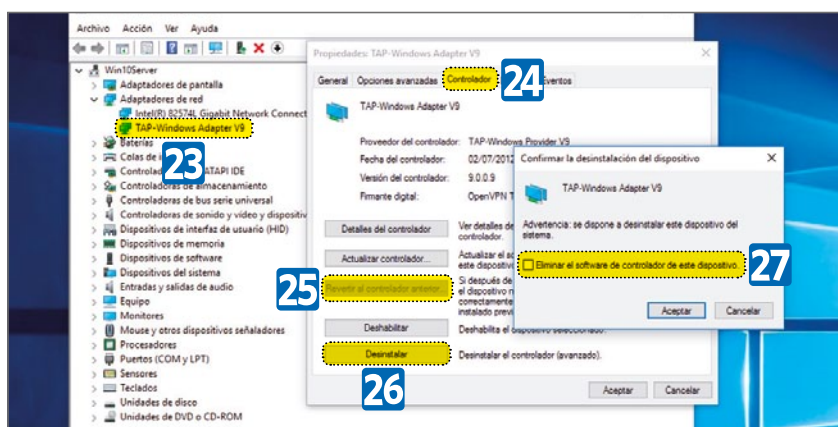 Archivo Acción Ver Ayuda
Win10Server
Adaptadores de pantalla
Adaptadores de red
Intel(R) 82574L Gigabit Network Connect
TAP-Windows Adapter V9
Baterías
23
Colas de i
Controlad ATAPI IDE
Controladoras de almacenamiento
Controladoras de bus serie universal
Controladoras de sonido y vídeo y dispositiv
Dispositivos de interfaz de usuario (HID)
Dispositivos de memoria
Dispositivos de software
Dispositivos del sistema
Entradas y salidas de audio
Equipo
Monitores
Mouse y otros dispositivos señaladores
Procesadores
Puertos (COM y LPT)
Sensores
Teclados
Unidades de disco
Unidades de DVD o CD-ROM
Propiedades: TAP-Windows Adapter V9
General Opciones avanzadas Controlador 24 Eventos
TAP-Windows Adapter V9
Proveedor del controlador: TAP-Windows Provider V9
Fecha del controlador: 02/07/2012
Versión del controlador: 9.0.0.9
Firmante digital: OpenVPN T
Detalles del controlador
Ver detalles de
controlador.
Actualizar controlador...
Actualizar el
este dispositiv
25
Revertir al controlador anterior...
Si después de
el dispositivo n
correctamente
instalado previ
Deshabilitar
Deshabilita el dispositivo seleccionado.
Desinstalar
Desinstalar el controlador (avanzado).
26
Aceptar Cancelar
Confirmar la desinstalación del dispositivo
TAP-Windows Adapter V9
Advertencia: se dispone a desinstalar este dispositivo del
sistema.
Eliminar el software de controlador de este dispositivo.
27
Aceptar Cancelar